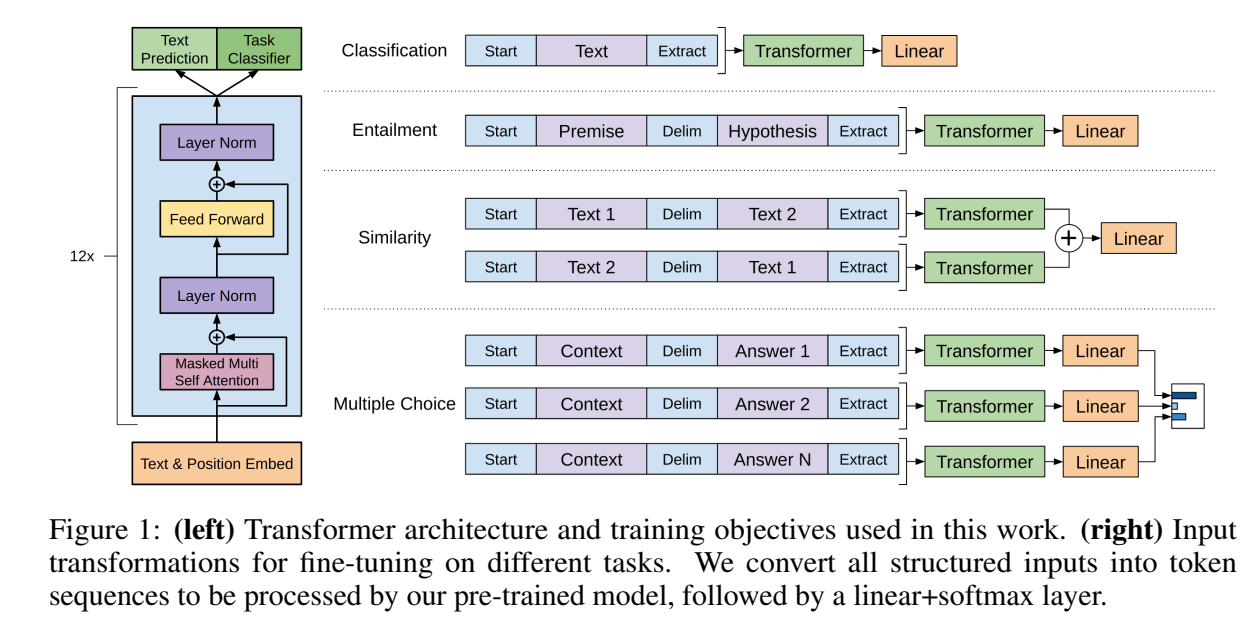 Text
Prediction
Task
Classifier
12x
Layer Norm
+
Feed Forward
Layer Norm
+
Masked Multi
Self Attention
Text & Position Embed
Classification
Start Text Extract Transformer Linear
Entailment
Start Premise Delim Hypothesis Extract Transformer Linear
Similarity
Start Text 1 Delim Text 2 Extract Transformer
+ Linear
Start Text 2 Delim Text 1 Extract Transformer
Multiple Choice
Start Context Delim Answer 1 Extract Transformer Linear
Start Context Delim Answer 2 Extract Transformer Linear
Start Context Delim Answer N Extract Transformer Linear
Figure 1: (left) Transformer architecture and training objectives used in this work. (right) Input
transformations for fine-tuning on different tasks. We convert all structured inputs into token
sequences to be processed by our pre-trained model, followed by a linear+softmax layer.